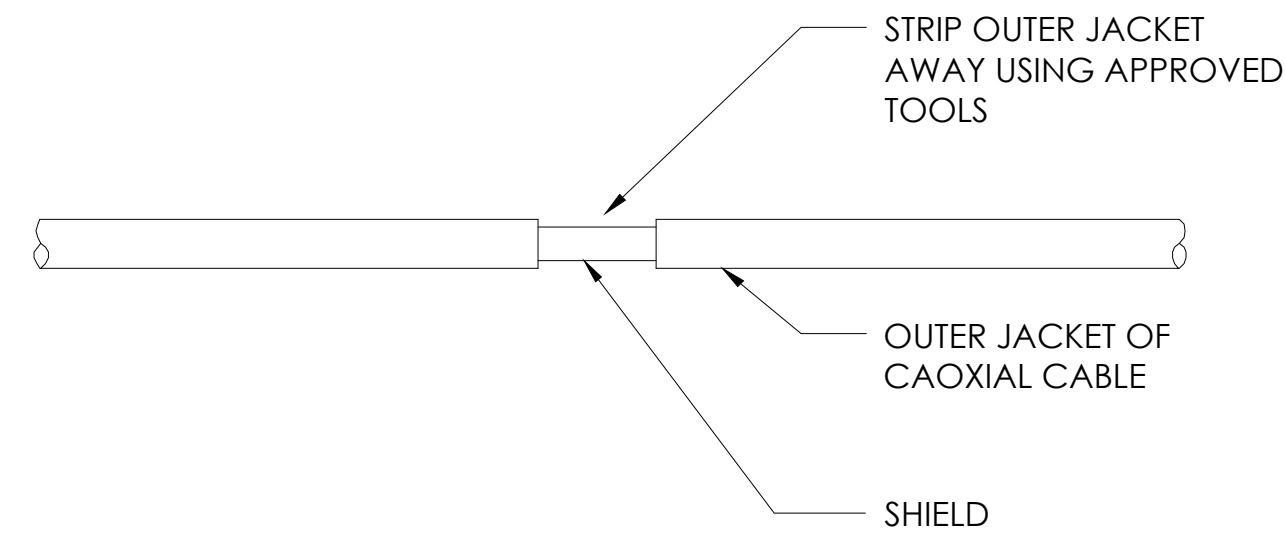 STRIP OUTER JACKET
AWAY USING APPROVED
TOOLS
OUTER JACKET OF
CAOXIAL CABLE
SHIELD